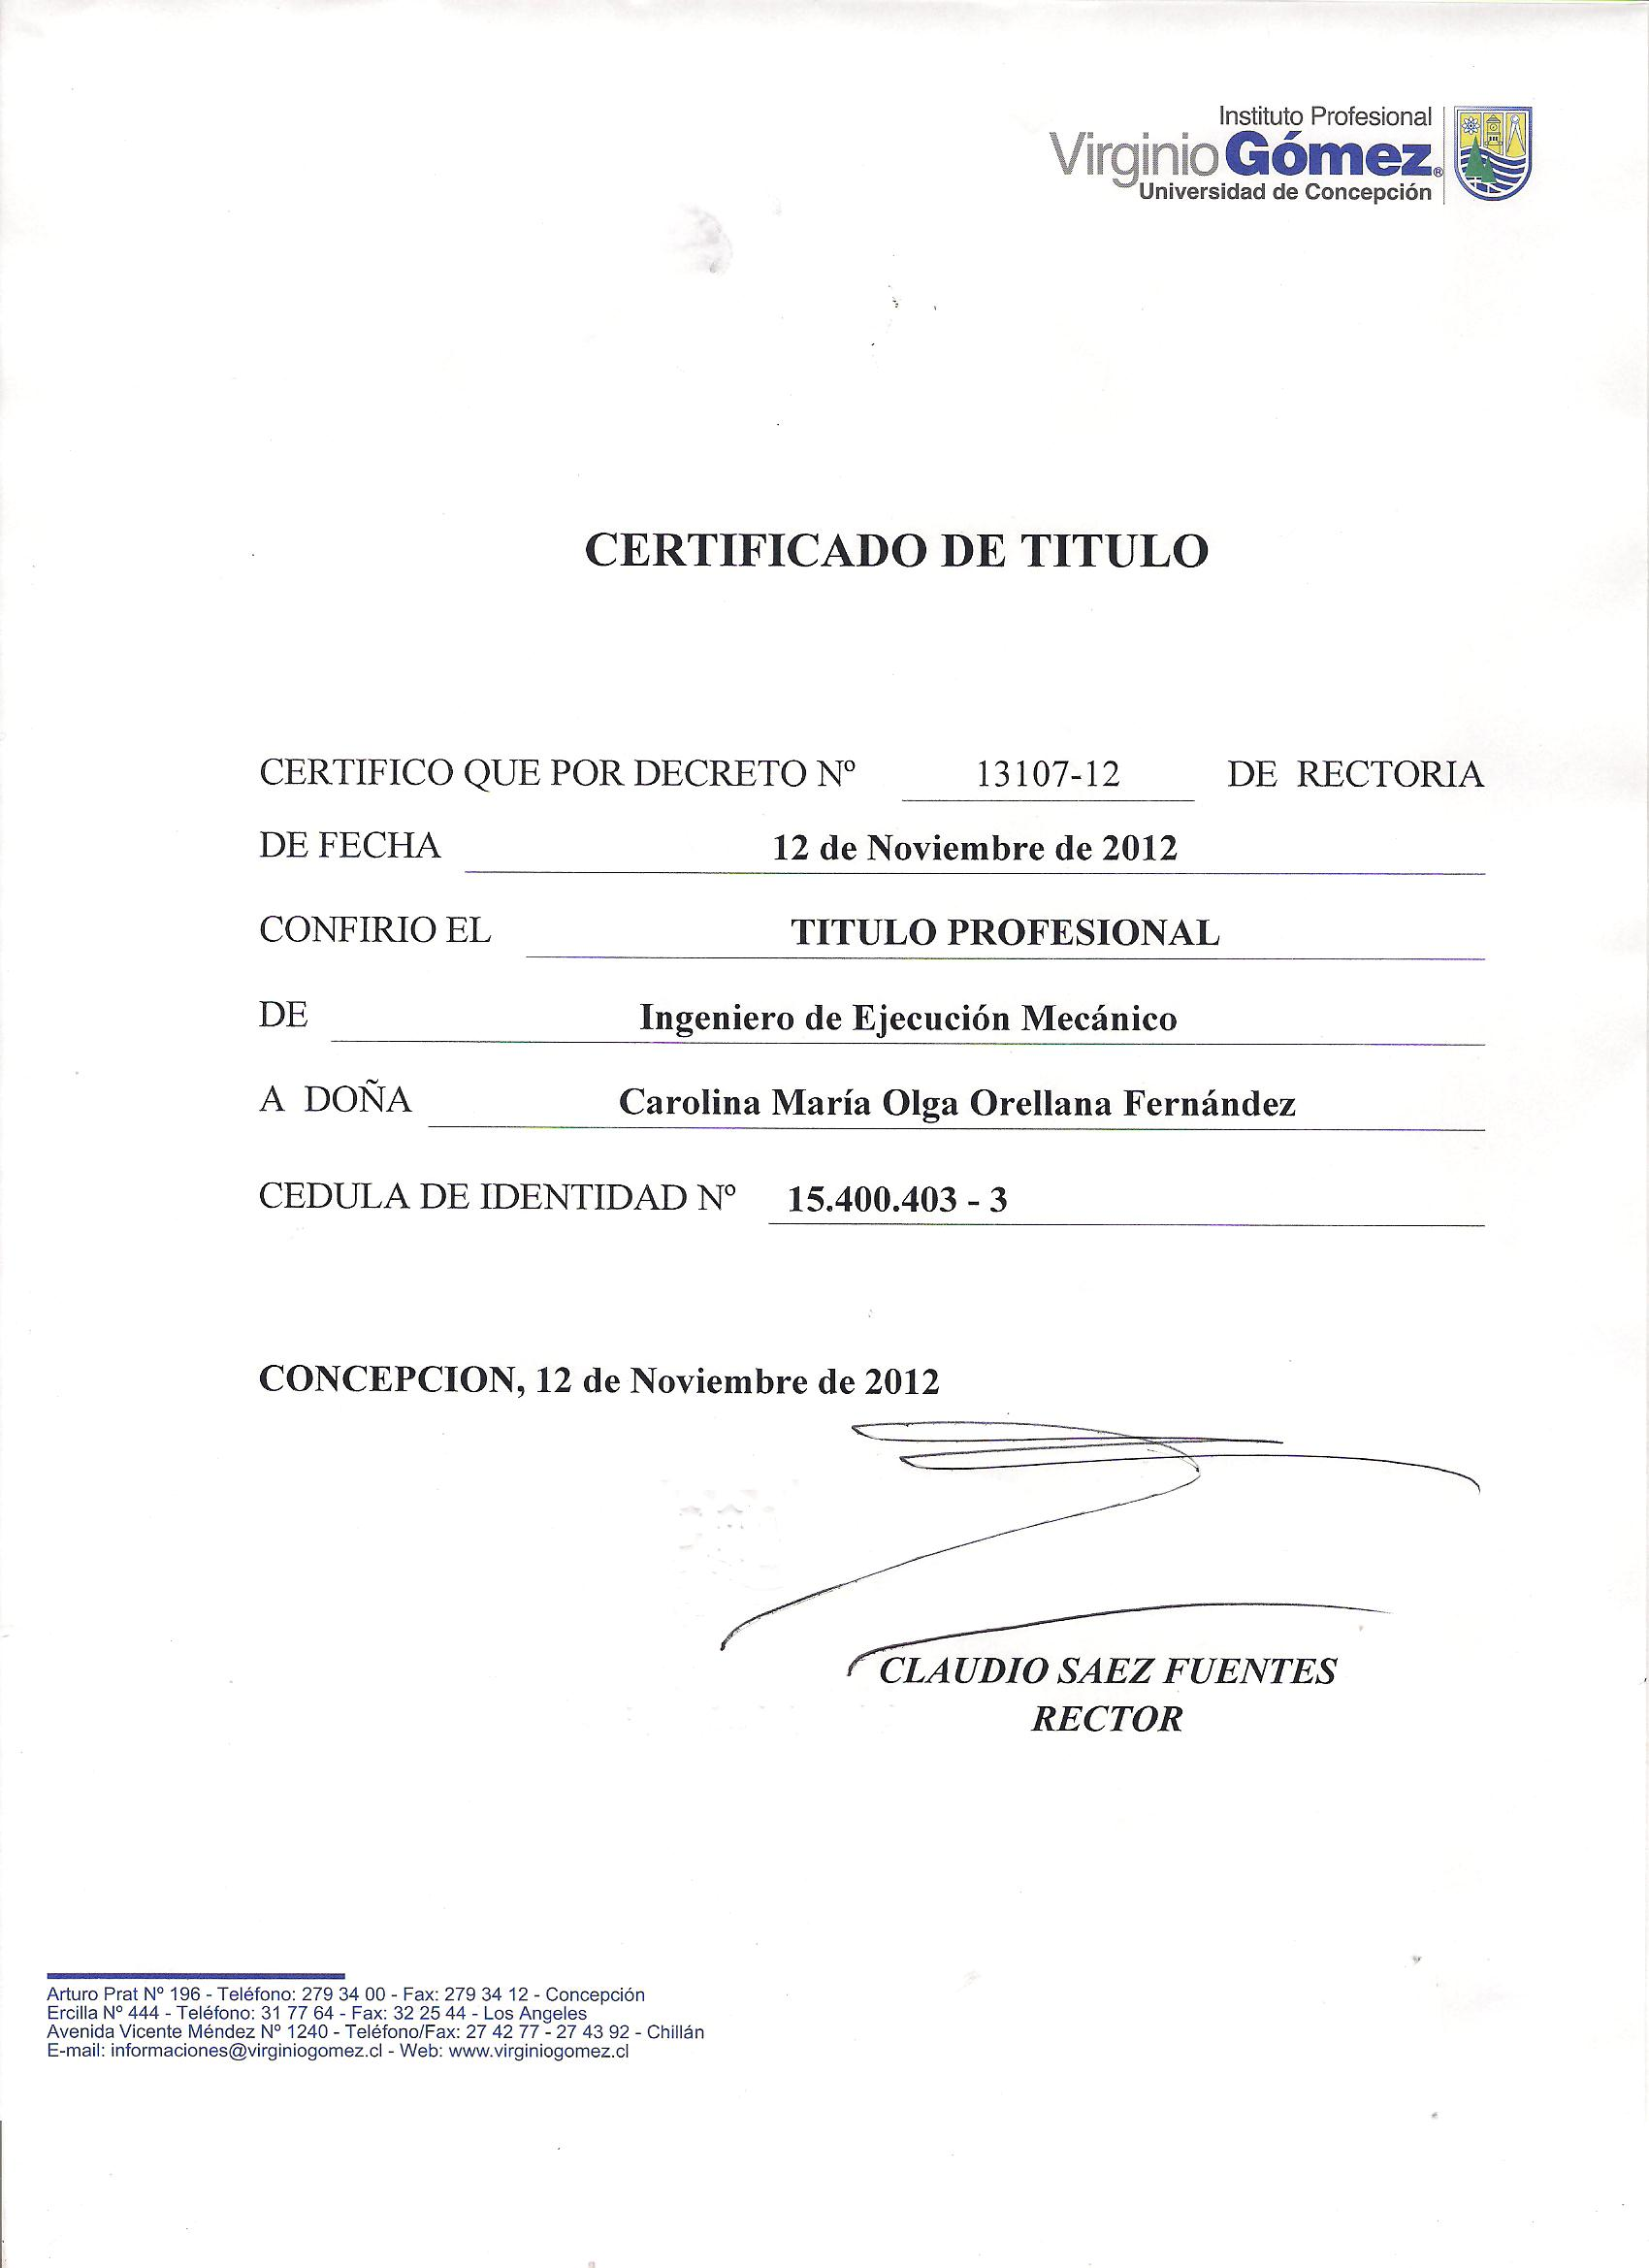 Instituto Profesional
Virginio Gómez®
Universidad de Concepción
CERTIFICADO DE TITULO
CERTIFICO QUE POR DECRETO Nº 13107-12 DE RECTORIA
DE FECHA 12 de Noviembre de 2012
CONFIRIO EL TITULO PROFESIONAL
DE Ingeniero de Ejecución Mecánico
A DOÑA Carolina María Olga Orellana Fernández
CEDULA DE IDENTIDAD Nº 15.400.403 - 3
CONCEPCION, 12 de Noviembre de 2012
CLAUDIO SAEZ FUENTES
RECTOR
Arturo Prat Nº 196 - Teléfono: 279 34 00 - Fax: 279 34 12 - Concepción
Ercilla Nº 444 - Teléfono: 31 77 64 - Fax: 32 25 44 - Los Angeles
Avenida Vicente Méndez Nº 1240 - Teléfono/Fax: 27 42 77 - 27 43 92 - Chillán
E-mail: informaciones@virginiogomez.cl - Web: www.virginiogomez.cl